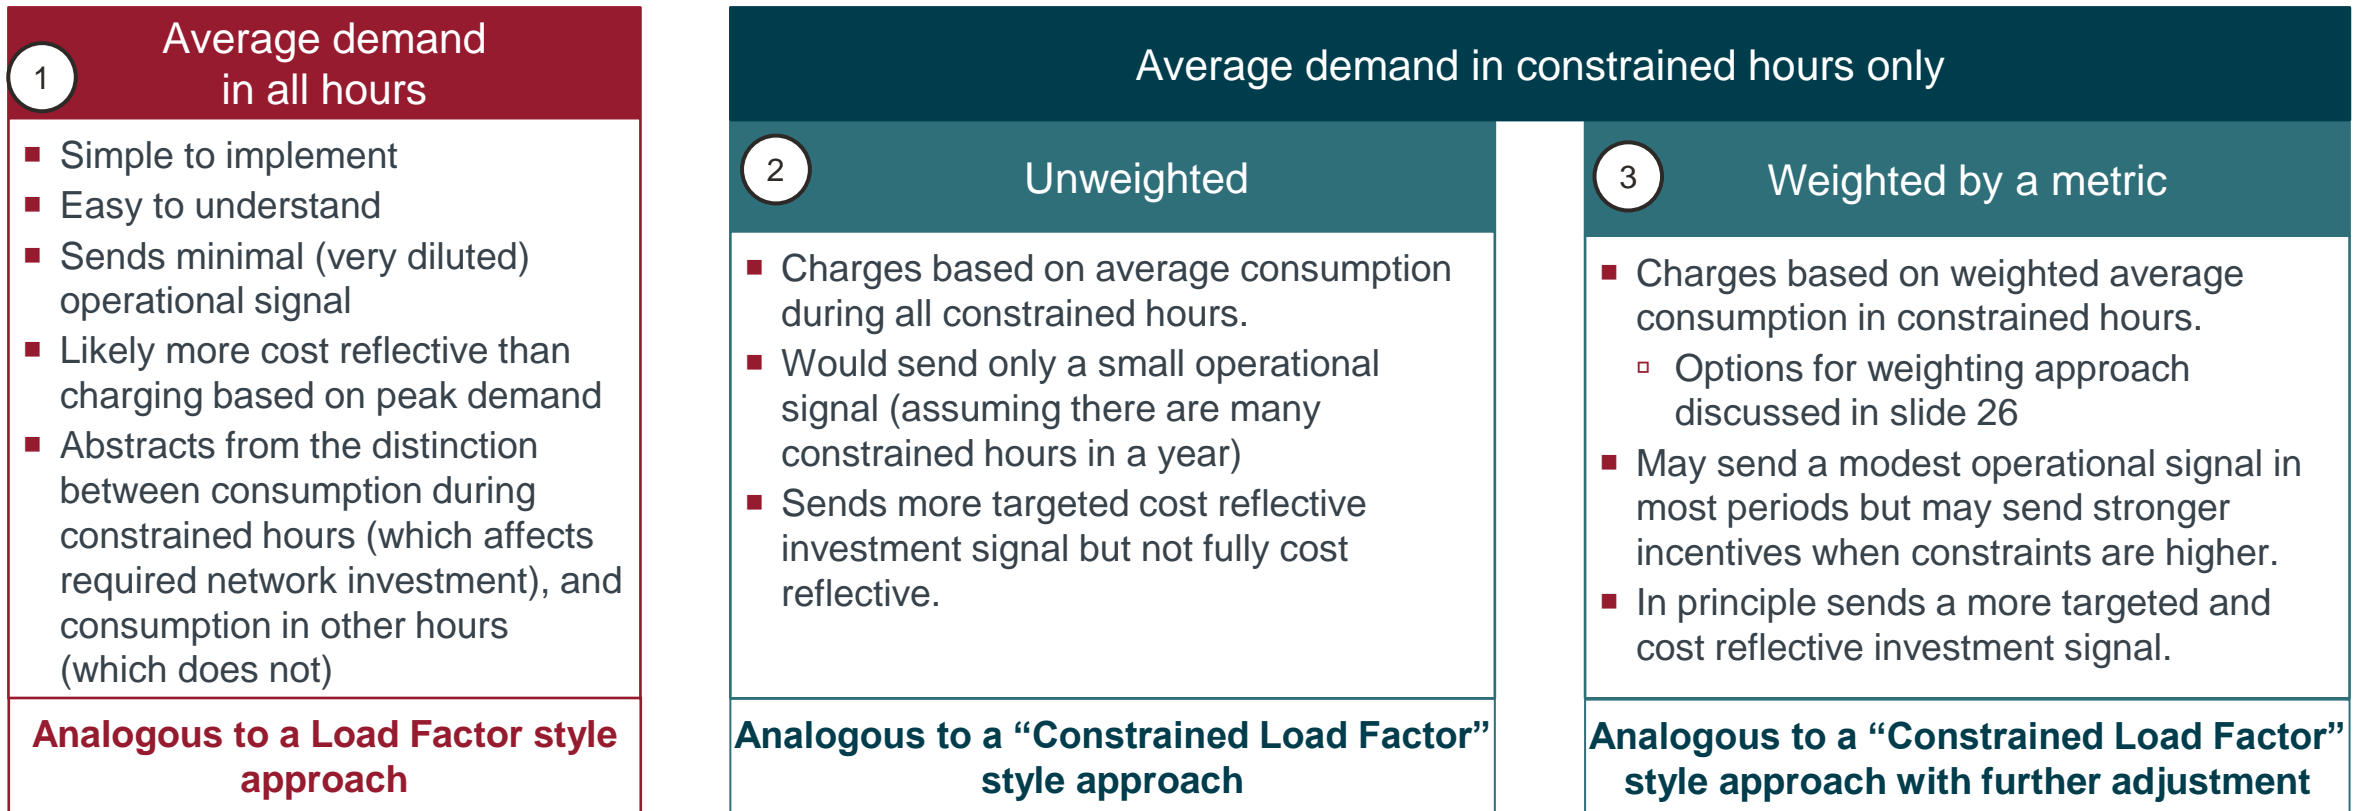 1
Average demand
in all hours
■ Simple to implement
■ Easy to understand
■ Sends minimal (very diluted)
operational signal
■ Likely more cost reflective than
charging based on peak demand
■ Abstracts from the distinction
between consumption during
constrained hours (which affects
required network investment), and
consumption in other hours
(which does not)
Analogous to a Load Factor style
approach
Average demand in constrained hours only
2
Unweighted
■ Charges based on average consumption
during all constrained hours.
■ Would send only a small operational
signal (assuming there are many
constrained hours in a year)
■ Sends more targeted cost reflective
investment signal but not fully cost
reflective.
Analogous to a “Constrained Load Factor”
style approach
3
Weighted by a metric
■ Charges based on weighted average
consumption in constrained hours.
▫ Options for weighting approach
discussed in slide 26
■ May send a modest operational signal in
most periods but may send stronger
incentives when constraints are higher.
■ In principle sends a more targeted and
cost reflective investment signal.
Analogous to a “Constrained Load Factor”
style approach with further adjustment